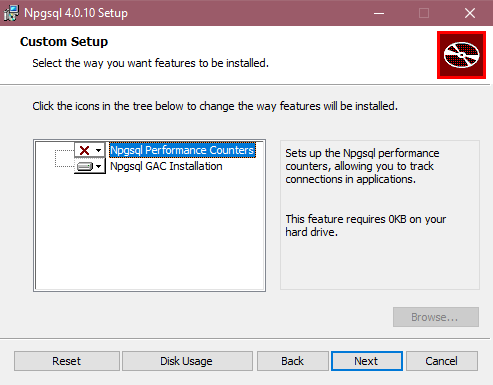 Npgsql 4.0.10 Setup
Custom Setup
Select the way you want features to be installed.
Click the icons in the tree below to change the way features will be installed.
Npgsql Performance Counters
Npgsql GAC Installation
Sets up the Npgsql performance
counters, allowing you to track
connections in applications.
This feature requires 0KB on your
hard drive.
Browse...
Reset
Disk Usage
Back
Next
Cancel